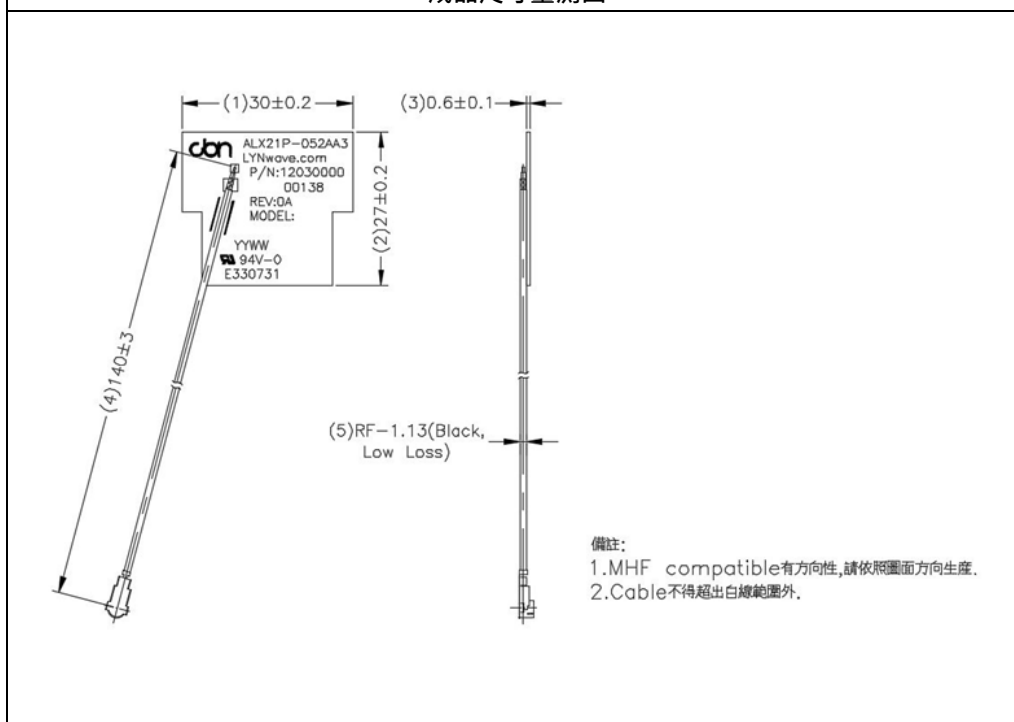 成品尺寸量測圖
(1)30±0.2
(3)0.6±0.1
cbn
ALX21P-052AA3
LYNwave.com
P/N:12030000
00138
REV:0A
MODEL:
(2)27±0.2
YYWW
94V-0
E330731
(4)140±3
(5)RF-1.13(Black,
Low Loss)
備註:
1.MHF compatible有方向性,請依照圖面方向生產.
2.Cable不得超出白線範圍外.